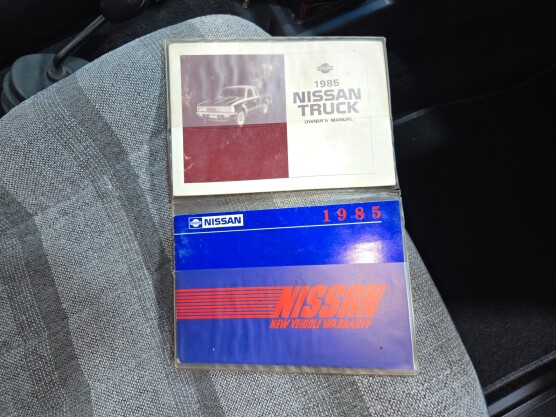 1985
NISSAN
TRUCK
OWNER'S MANUAL
NISSAN
1985
NISSAN
NEW VEHICLE WARRANTY